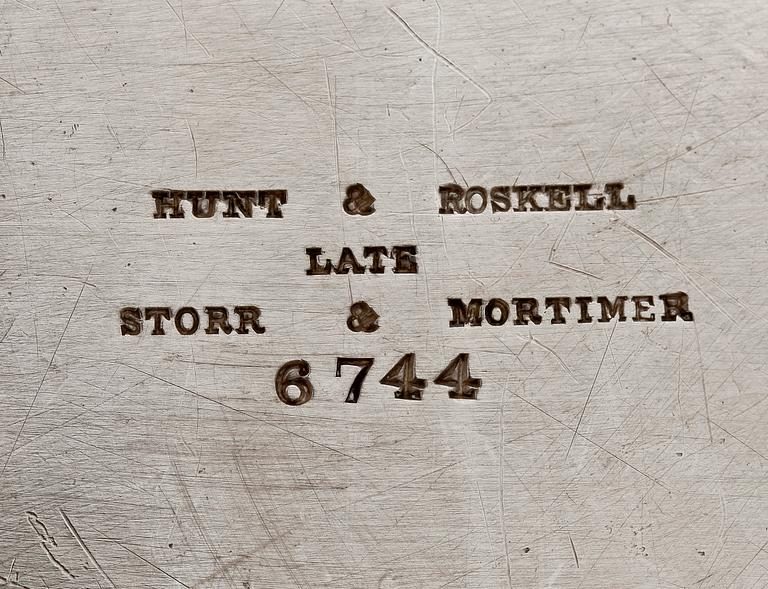 HUNT & ROSKELL
LATE
STORR & MORTIMER
6744